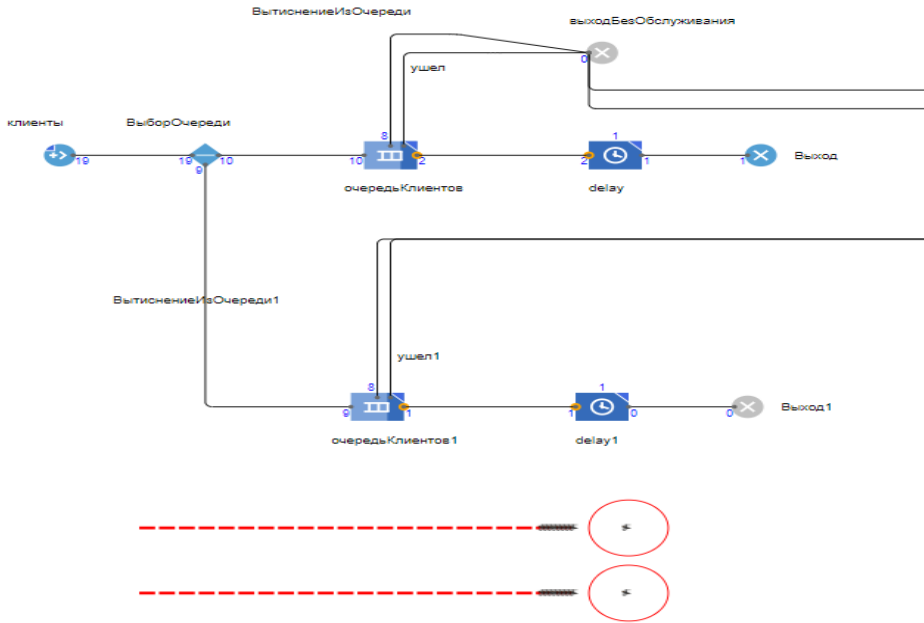 ВытиснениеИзОчереди
выходБезОбслуживания
0
ушел
клиенты
ВыборОчереди
8
1
19
19
10
10
2
2
1
1
Выход
9
очередьКлиентов
delay
ВытиснениеИзОчереди1
ушел1
8
1
9
1
1
0
0
Выход1
очередьКлиентов1
delay1